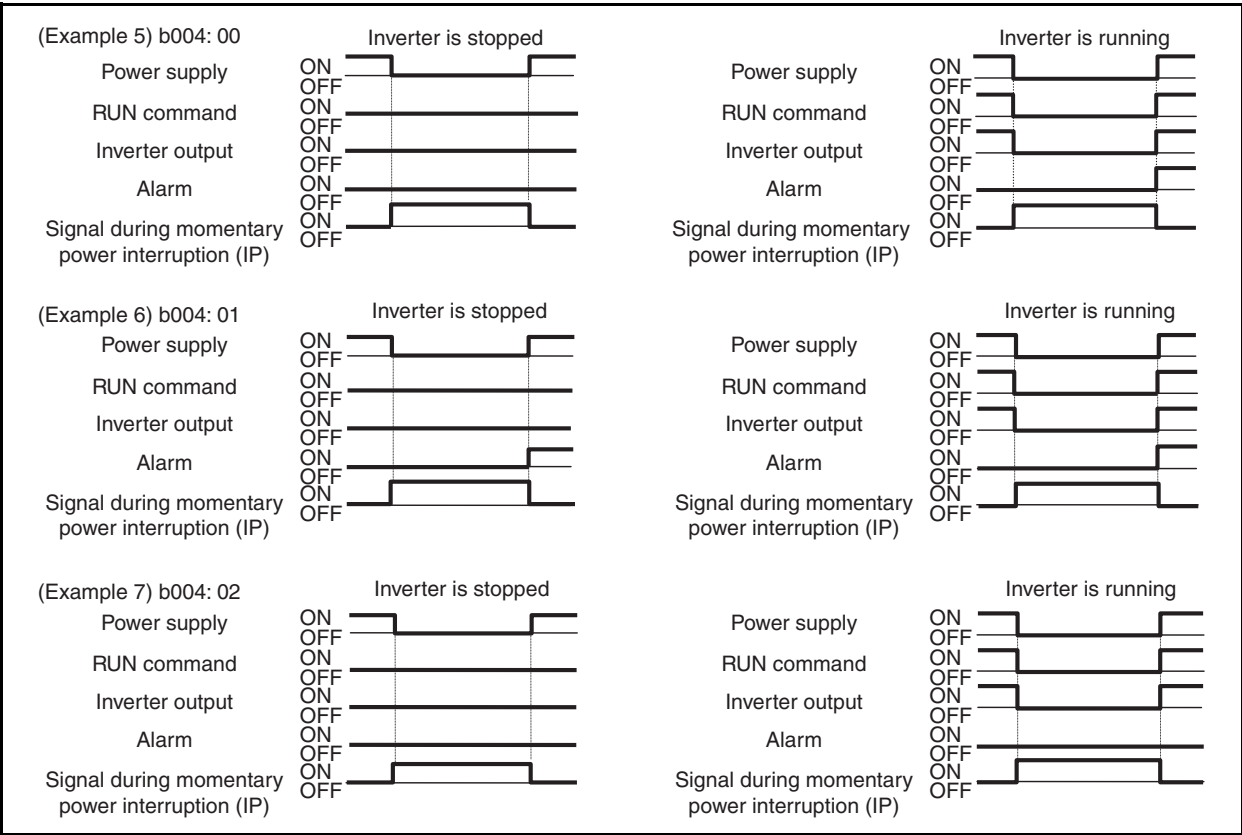 (Example 5) b004: 00
Inverter is stopped
Power supply
ON
OFF
RUN command
ON
OFF
Inverter output
ON
OFF
Alarm
ON
OFF
Signal during momentary
power interruption (IP)
ON
OFF
Inverter is running
Power supply
ON
OFF
RUN command
ON
OFF
Inverter output
ON
OFF
Alarm
ON
OFF
Signal during momentary
power interruption (IP)
ON
OFF
(Example 6) b004: 01
Inverter is stopped
Power supply
ON
OFF
RUN command
ON
OFF
Inverter output
ON
OFF
Alarm
ON
OFF
Signal during momentary
power interruption (IP)
ON
OFF
Inverter is running
Power supply
ON
OFF
RUN command
ON
OFF
Inverter output
ON
OFF
Alarm
ON
OFF
Signal during momentary
power interruption (IP)
ON
OFF
(Example 7) b004: 02
Inverter is stopped
Power supply
ON
OFF
RUN command
ON
OFF
Inverter output
ON
OFF
Alarm
ON
OFF
Signal during momentary
power interruption (IP)
ON
OFF
Inverter is running
Power supply
ON
OFF
RUN command
ON
OFF
Inverter output
ON
OFF
Alarm
ON
OFF
Signal during momentary
power interruption (IP)
ON
OFF